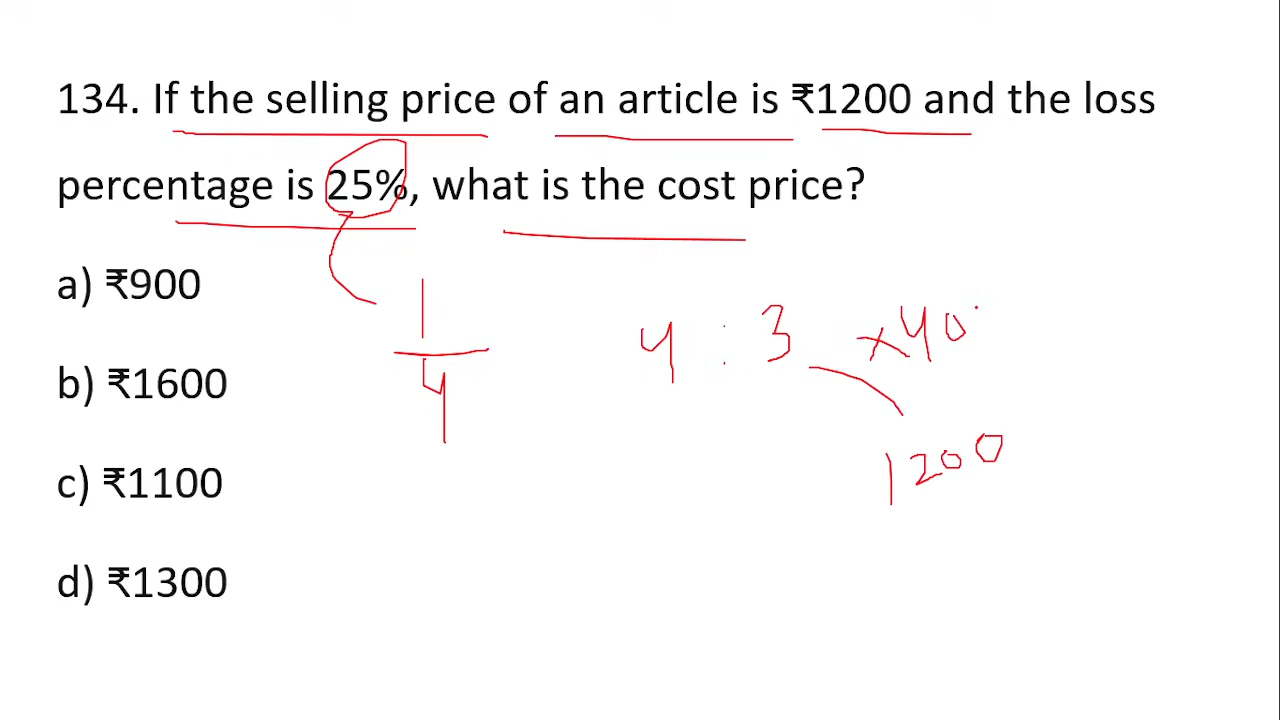 134. If the selling price of an article is ₹1200 and the loss
percentage is 25%, what is the cost price?
a) ₹900
1
4
4 : 3 ×40
1200
b) ₹1600
c) ₹1100
d) ₹1300